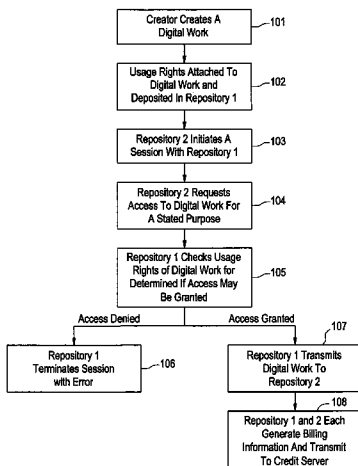 Creator Creates A
Digital Work
101
Usage Rights Attached To
Digital Work and
Deposited In Repository 1
102
Repository 2 Initiates A
Session With Repository 1
103
Repository 2 Requests
Access To Digital Work For
A Stated Purpose
104
Repository 1 Checks Usage
Rights of Digital Work for
Determined If Access May
Be Granted
105
Access Denied
Access Granted
Repository 1
Terminates Session
with Error
106
107
Repository 1 Transmits
Digital Work To
Repository 2
108
Repository 1 and 2 Each
Generate Billing
Information And Transmit
To Credit Server